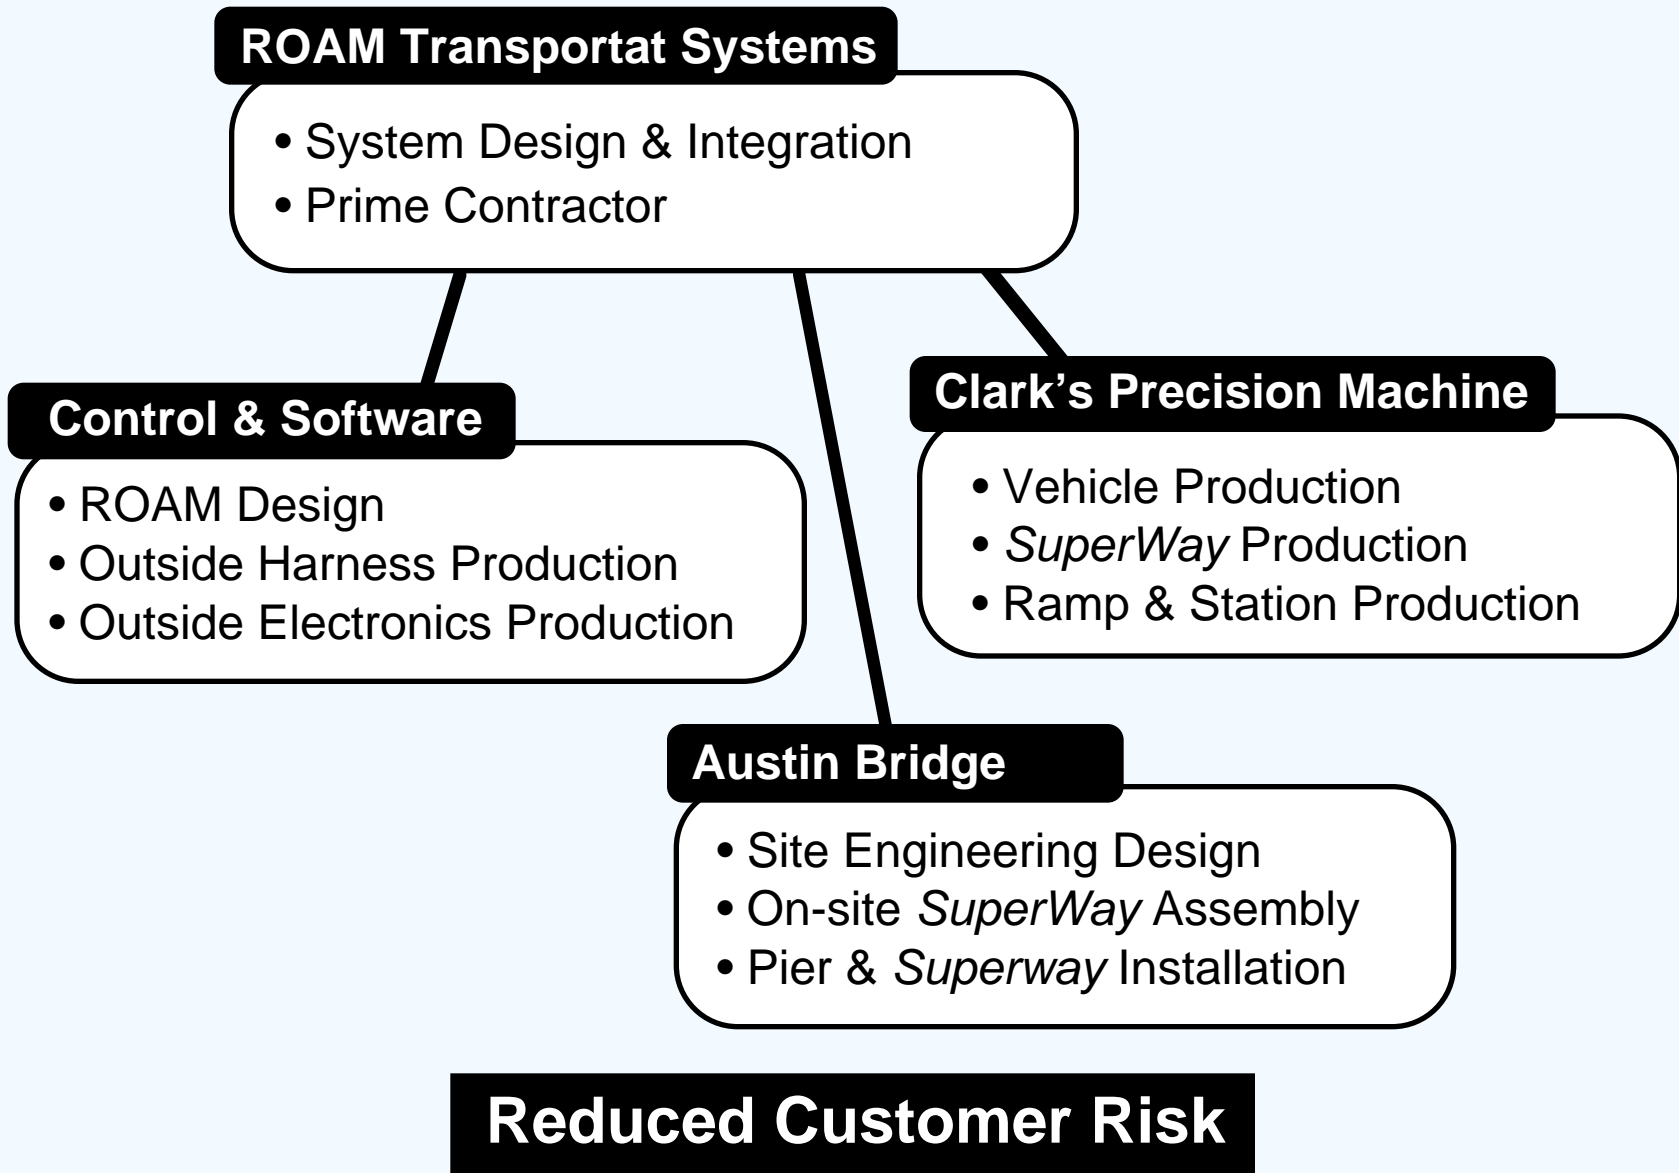 ROAM Transportat Systems
• System Design & Integration
• Prime Contractor
Control & Software
• ROAM Design
• Outside Harness Production
• Outside Electronics Production
Clark’s Precision Machine
• Vehicle Production
• SuperWay Production
• Ramp & Station Production
Austin Bridge
• Site Engineering Design
• On-site SuperWay Assembly
• Pier & Superway Installation
Reduced Customer Risk